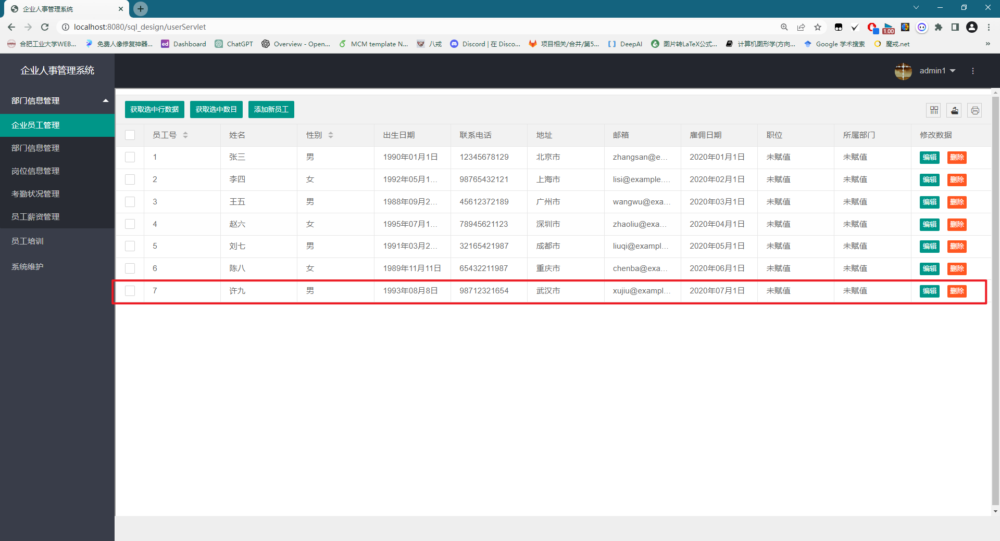 企业人事管理系统
localhost:8080/sql_design/userServlet
1.00
合肥工业大学WEB... 免费人像修复神器... ed Dashboard ChatGPT Overview - Open... MCM template N... 八戒 Discord | 在 Disco... 项目相关/合并/第5... DeepAI 图片转LaTeX公式... 计算机图形学(方向... Google 学术搜索 魔戒.net »
企业人事管理系统
admin1
部门信息管理
企业员工管理
部门信息管理
岗位信息管理
考勤状况管理
员工薪资管理
员工培训
系统维护
获取选中行数据 获取选中数目 添加新员工
员工号 姓名 性别 出生日期 联系电话 地址 邮箱 雇佣日期 职位 所属部门 修改数据
1 张三 男 1990年01月1日 12345678129 北京市 zhangsan@e... 2020年01月1日 未赋值 未赋值 编辑 删除
2 李四 女 1992年05月1... 98765432121 上海市 lisi@example.... 2020年02月1日 未赋值 未赋值 编辑 删除
3 王五 男 1988年09月2... 45612372189 广州市 wangwu@exa... 2020年03月1日 未赋值 未赋值 编辑 删除
4 赵六 女 1995年07月1... 78945621123 深圳市 zhaoliu@exa... 2020年04月1日 未赋值 未赋值 编辑 删除
5 刘七 男 1991年03月2... 32165421987 成都市 liuqi@exampl... 2020年05月1日 未赋值 未赋值 编辑 删除
6 陈八 女 1989年11月11日 65432211987 重庆市 chenba@exa... 2020年06月1日 未赋值 未赋值 编辑 删除
7 许九 男 1993年08月8日 98712321654 武汉市 xujiu@exampl... 2020年07月1日 未赋值 未赋值 编辑 删除